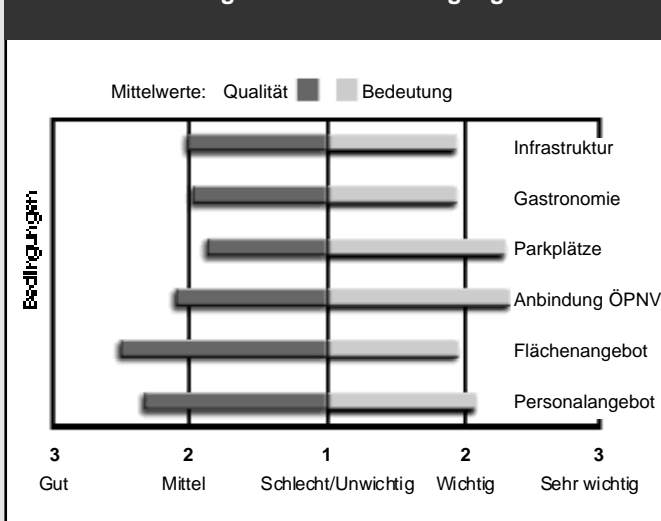 Mittelwerte: Qualität Bedeutung
Bedingungen
Infrastruktur
Gastronomie
Parkplätze
Anbindung ÖPNV
Flächenangebot
Personalangebot
3 2 1 2 3
Gut Mittel Schlecht/Unwichtig Wichtig Sehr wichtig